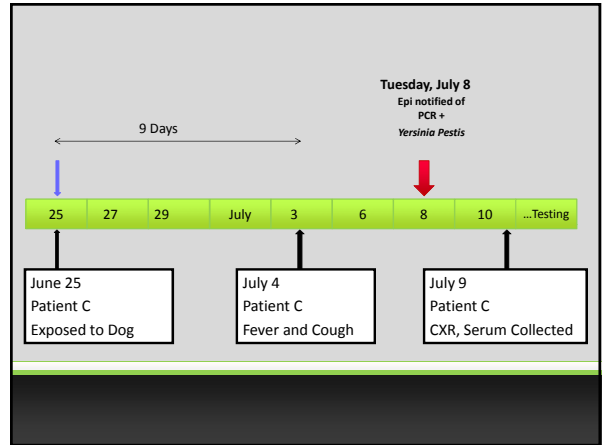 Tuesday, July 8
Epi notified of
PCR +
Yersinia Pestis
9 Days
25 27 29 July 3 6 8 10 ...Testing
June 25
Patient C
Exposed to Dog
July 4
Patient C
Fever and Cough
July 9
Patient C
CXR, Serum Collected